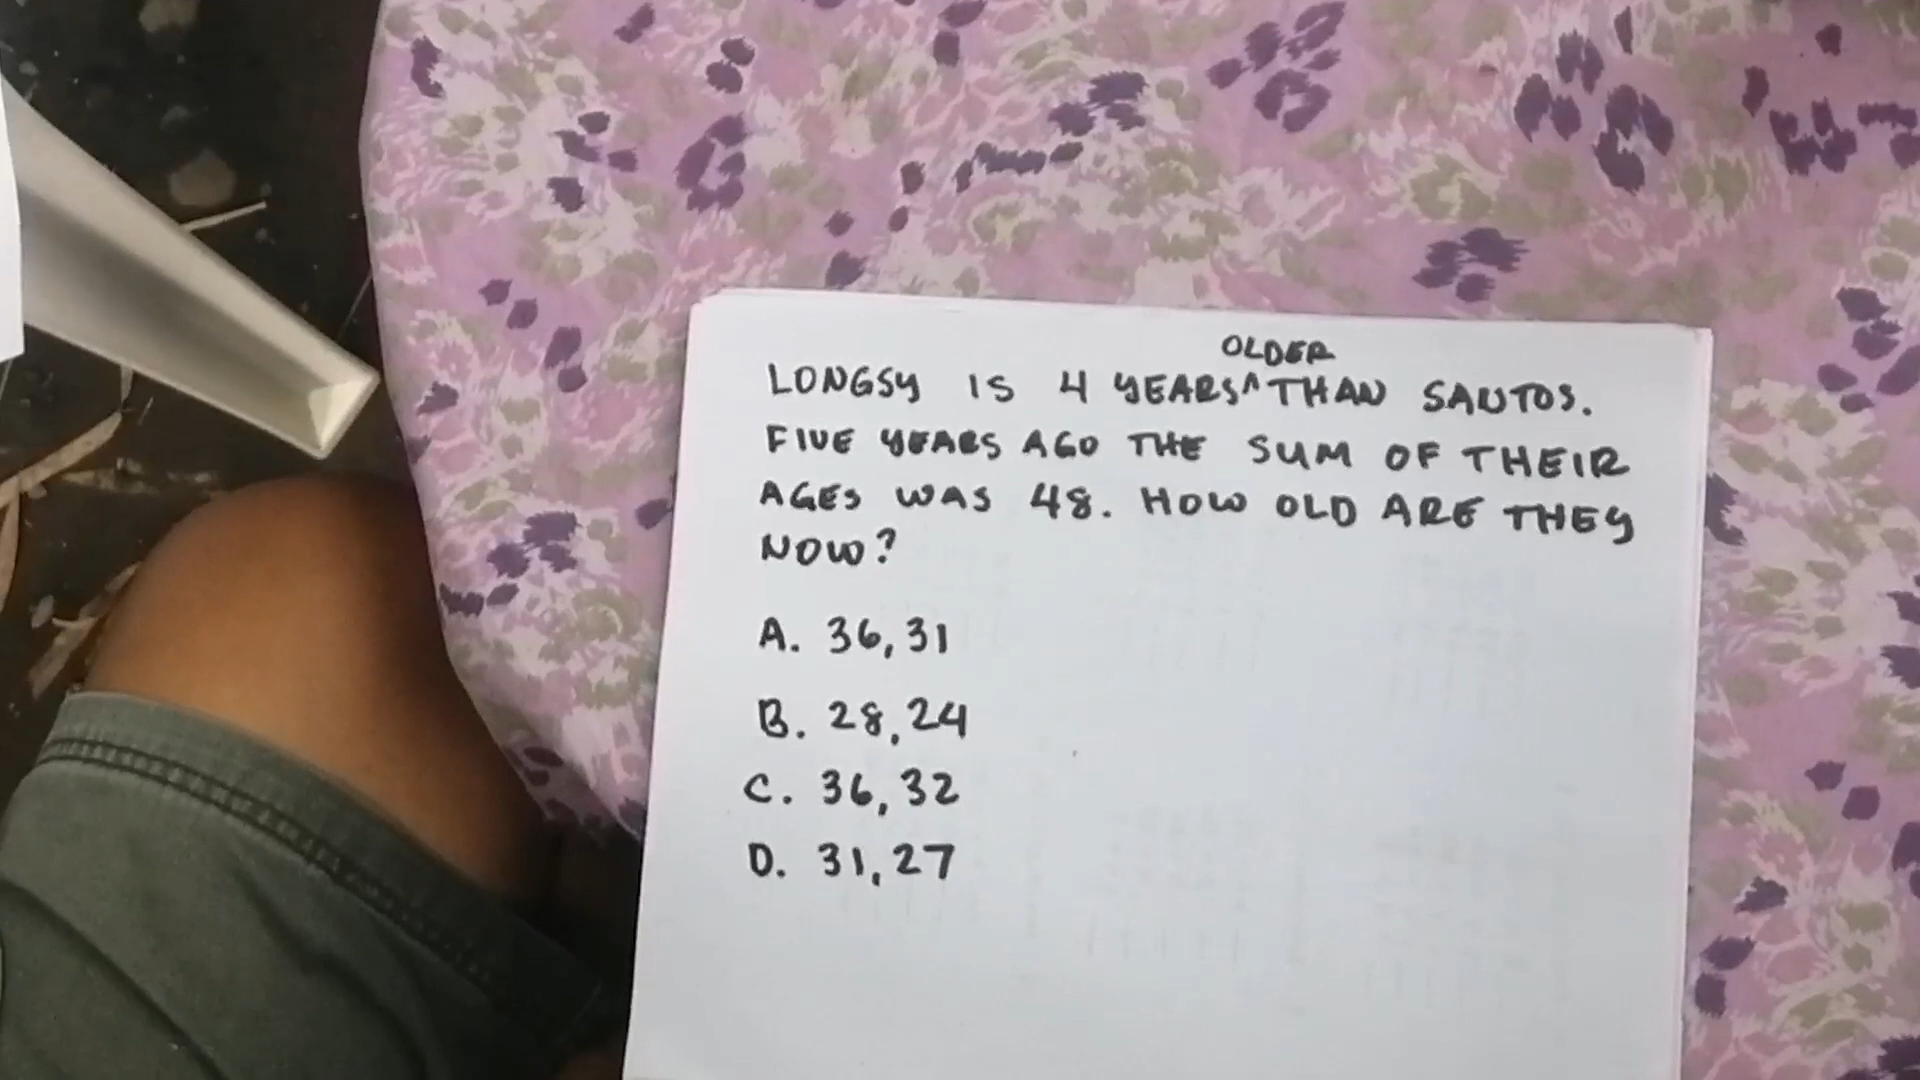 OLDER
LONGSY IS 4 YEARS^THAN SANTOS.
FIVE YEARS AGO THE SUM OF THEIR
AGES WAS 48. HOW OLD ARE THEY
NOW?
A. 36,31
B. 28,24
C. 36,32
D. 31,27